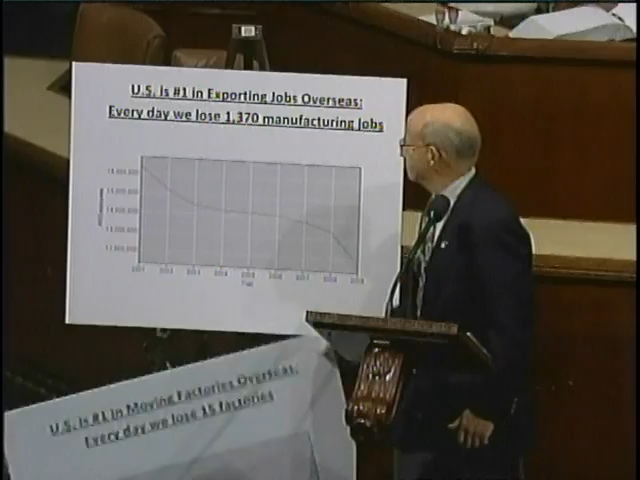 U.S. is #1 in Exporting Jobs Overseas:
Every day we lose 1,370 manufacturing jobs
Year
U.S. is #1 in Moving Factories Overseas:
Every day we lose 15 factories